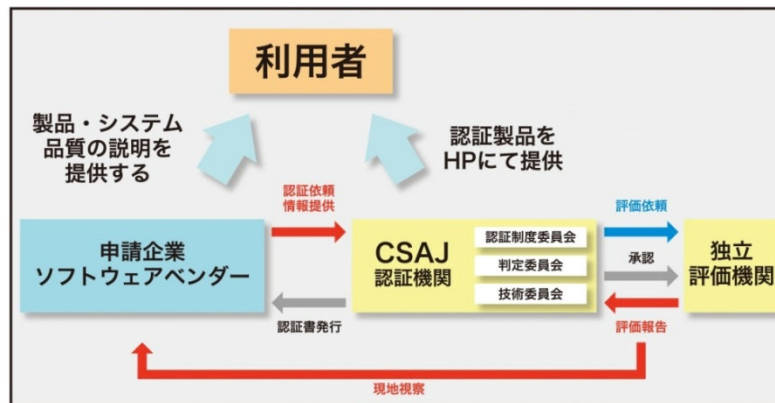 利用者
製品・システム
品質の説明を
提供する
認証製品を
HPにて提供
認証依頼
情報提供
評価依頼
申請企業
ソフトウェアベンダー
CSAJ
認証機関
認証制度委員会
判定委員会
技術委員会
承認
独立
評価機関
認証書発行
評価報告
現地視察